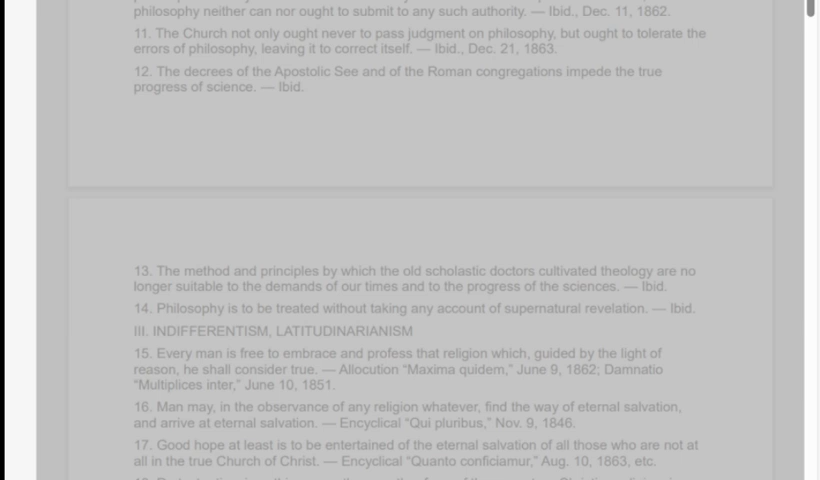 philosophy neither can nor ought to submit to any such authority. — Ibid., Dec. 11, 1862.
11. The Church not only ought never to pass judgment on philosophy, but ought to tolerate the
errors of philosophy, leaving it to correct itself. — Ibid., Dec. 21, 1863.
12. The decrees of the Apostolic See and of the Roman congregations impede the true
progress of science. — Ibid.
13. The method and principles by which the old scholastic doctors cultivated theology are no
longer suitable to the demands of our times and to the progress of the sciences. — Ibid.
14. Philosophy is to be treated without taking any account of supernatural revelation. — Ibid.
III. INDIFFERENTISM, LATITUDINARIANISM
15. Every man is free to embrace and profess that religion which, guided by the light of
reason, he shall consider true. — Allocution “Maxima quidem,” June 9, 1862; Damnatio
“Multiplices inter,” June 10, 1851.
16. Man may, in the observance of any religion whatever, find the way of eternal salvation,
and arrive at eternal salvation. — Encyclical “Qui pluribus,” Nov. 9, 1846.
17. Good hope at least is to be entertained of the eternal salvation of all those who are not at
all in the true Church of Christ. — Encyclical “Quanto conficiamur,” Aug. 10, 1863, etc.